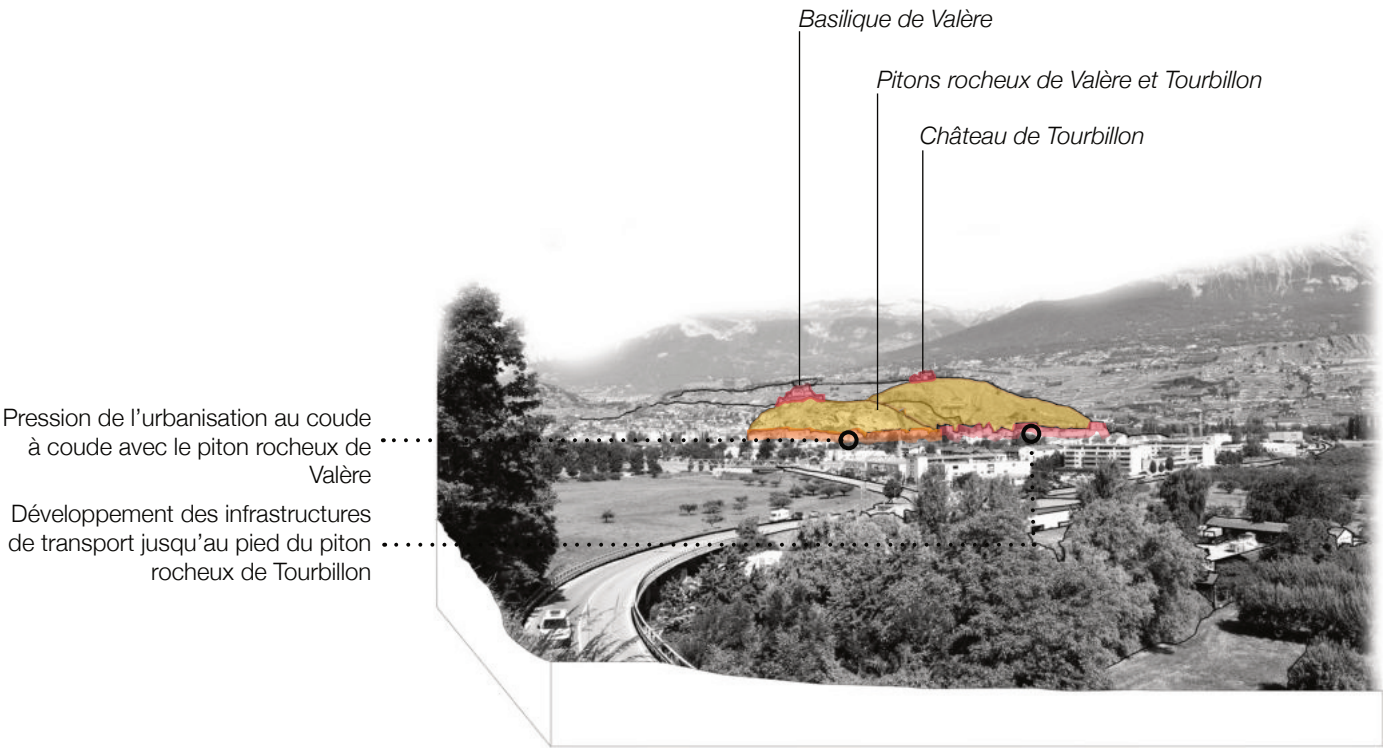 Basilique de Valère
Pitons rocheux de Valère et Tourbillon
Château de Tourbillon
Pression de l’urbanisation au coude
à coude avec le piton rocheux de
Valère
Développement des infrastructures
de transport jusqu’au pied du piton
rocheux de Tourbillon